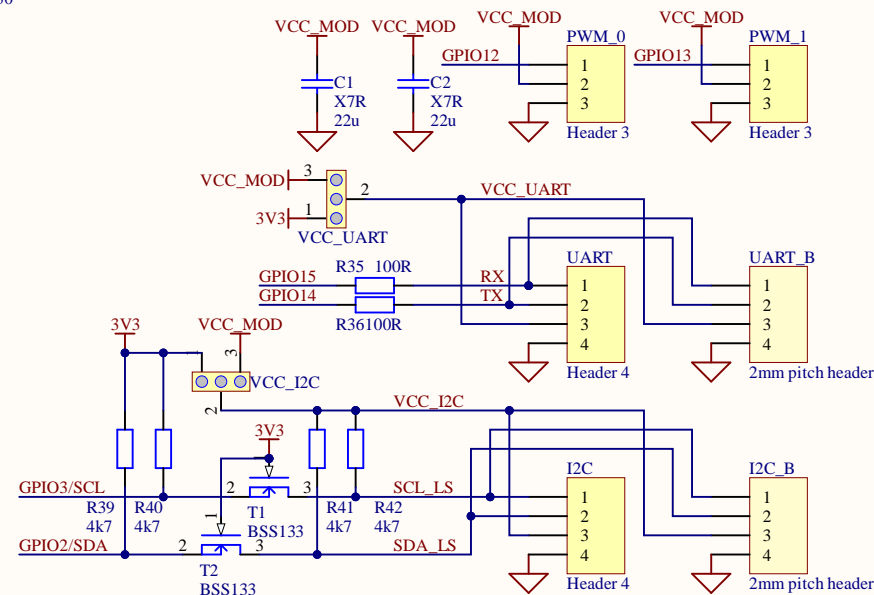 VCC_MOD VCC_MOD VCC_MOD VCC_MOD
PWM_0 PWM_1
GPIO12 1 GPIO13 1
2 2
3 3
C1 C2
X7R X7R
22u 22u
Header 3 Header 3
VCC_MOD 3
2 VCC_UART
3V3 1
VCC_UART
UART UART_B
R35 100R
GPIO15 RX 1 1
GPIO14 TX 2 2
R36 100R 3 3
4 4
Header 4 2mm pitch header
3V3 VCC_MOD
1 3
VCC_I2C
2 VCC_I2C
3V3
I2C I2C_B
GPIO3/SCL 2 3 SCL_LS 1 1
R39 R40 1 T1 R41 R42 2 2
4k7 4k7 BSS133 4k7 4k7 3 3
GPIO2/SDA 2 3 SDA_LS 4 4
T2
BSS133
Header 4 2mm pitch header